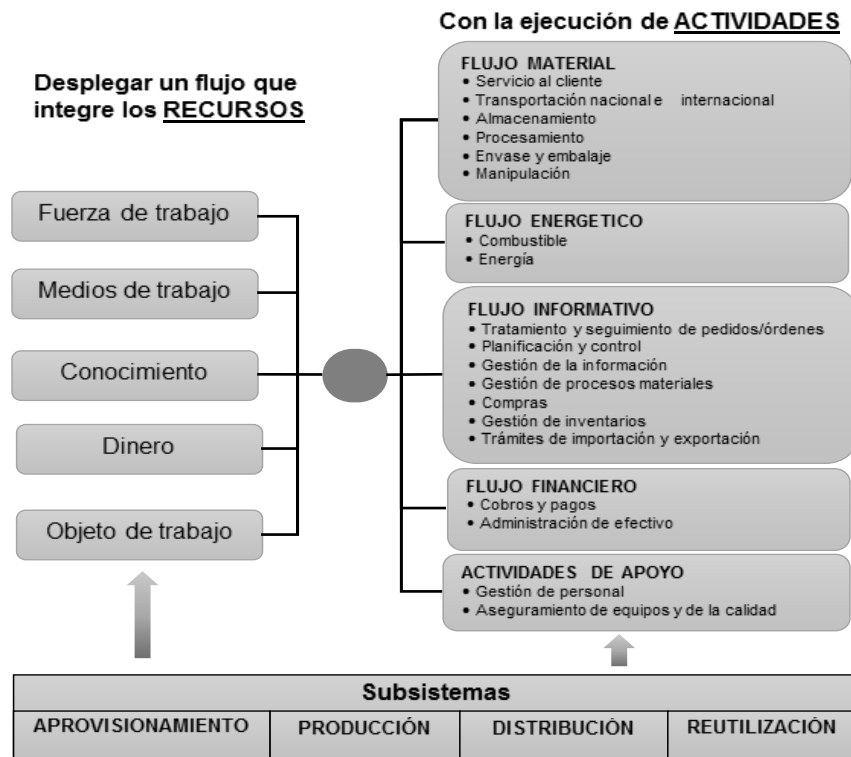 Desplegar un flujo que
integre los RECURSOS
Fuerza de trabajo
Medios de trabajo
Conocimiento
Dinero
Objeto de trabajo
Con la ejecución de ACTIVIDADES
FLUJO MATERIAL
• Servicio al cliente
• Transportación nacional e internacional
• Almacenamiento
• Procesamiento
• Envase y embalaje
• Manipulación
FLUJO ENERGETICO
• Combustible
• Energía
FLUJO INFORMATIVO
• Tratamiento y seguimiento de pedidos/órdenes
• Planificación y control
• Gestión de la información
• Gestión de procesos materiales
• Compras
• Gestión de inventarios
• Trámites de importación y exportación
FLUJO FINANCIERO
• Cobros y pagos
• Administración de efectivo
ACTIVIDADES DE APOYO
• Gestión de personal
• Aseguramiento de equipos y de la calidad
Subsistemas
APROVISIONAMIENTO PRODUCCIÓN DISTRIBUCIÓN REUTILIZACIÓN